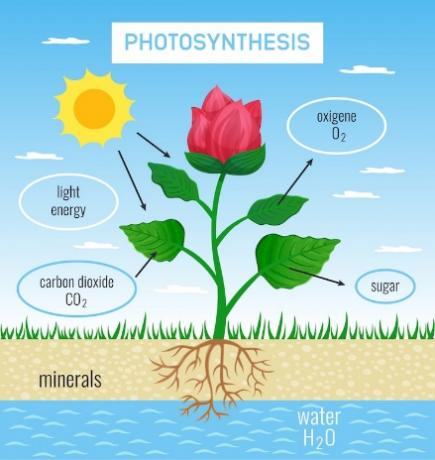 PHOTOSYNTHESIS
oxigene
O₂
light
energy
carbon dioxide
CO₂
sugar
minerals
water
H₂O